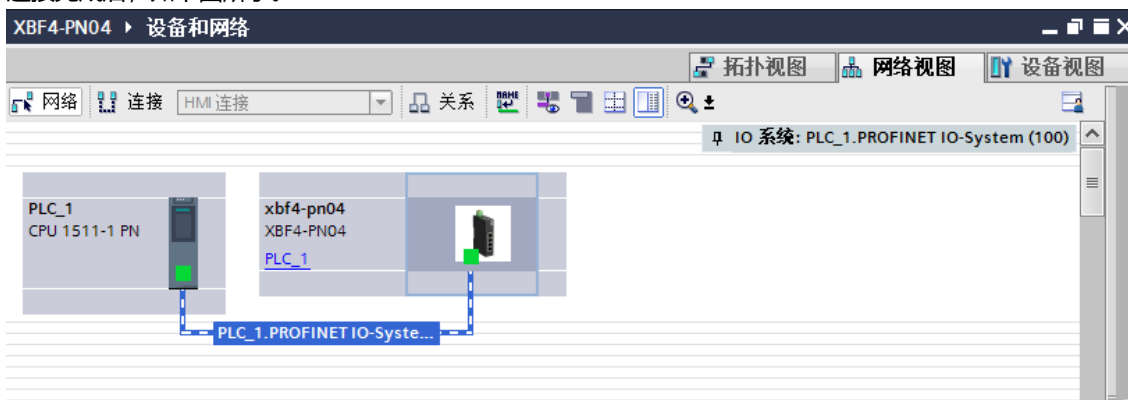 XBF4-PN04 ▸ 设备和网络
拓扑视图 网络视图 设备视图
网络 连接 HMI 连接 关系
IO 系统: PLC_1.PROFINET IO-System (100)
PLC_1
CPU 1511-1 PN
xbf4-pn04
XBF4-PN04
PLC_1
PLC_1.PROFINET IO-Syste...